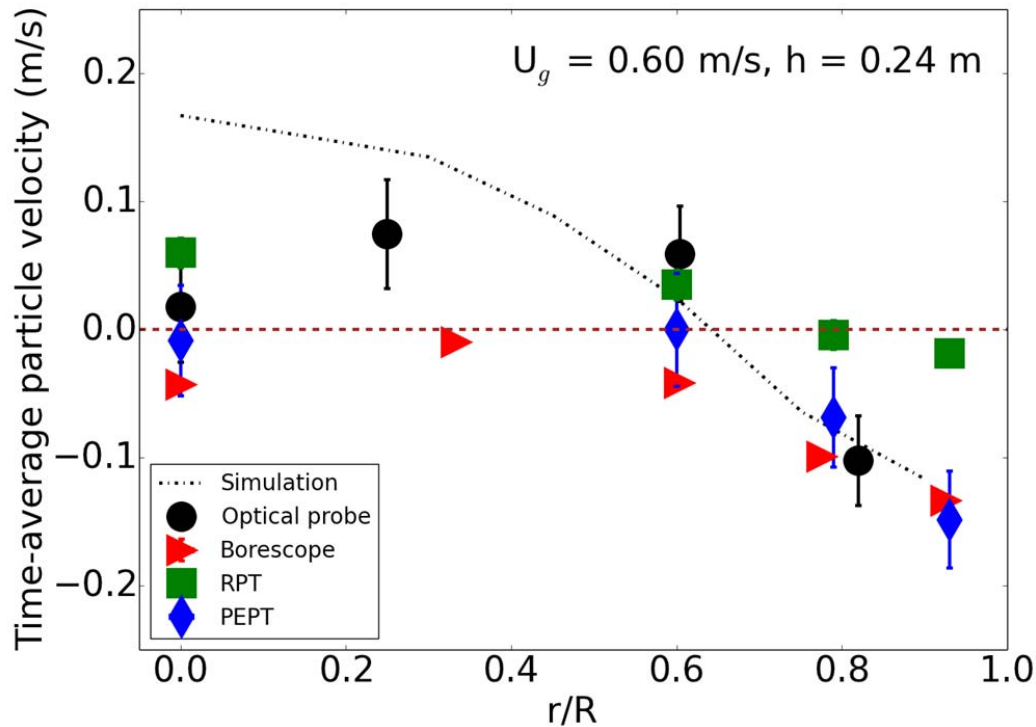 Time-average particle velocity (m/s)
U_g = 0.60 m/s, h = 0.24 m
0.2
0.1
0.0
−0.1
−0.2
Simulation
Optical probe
Borescope
RPT
PEPT
0.0 0.2 0.4 0.6 0.8 1.0
r/R